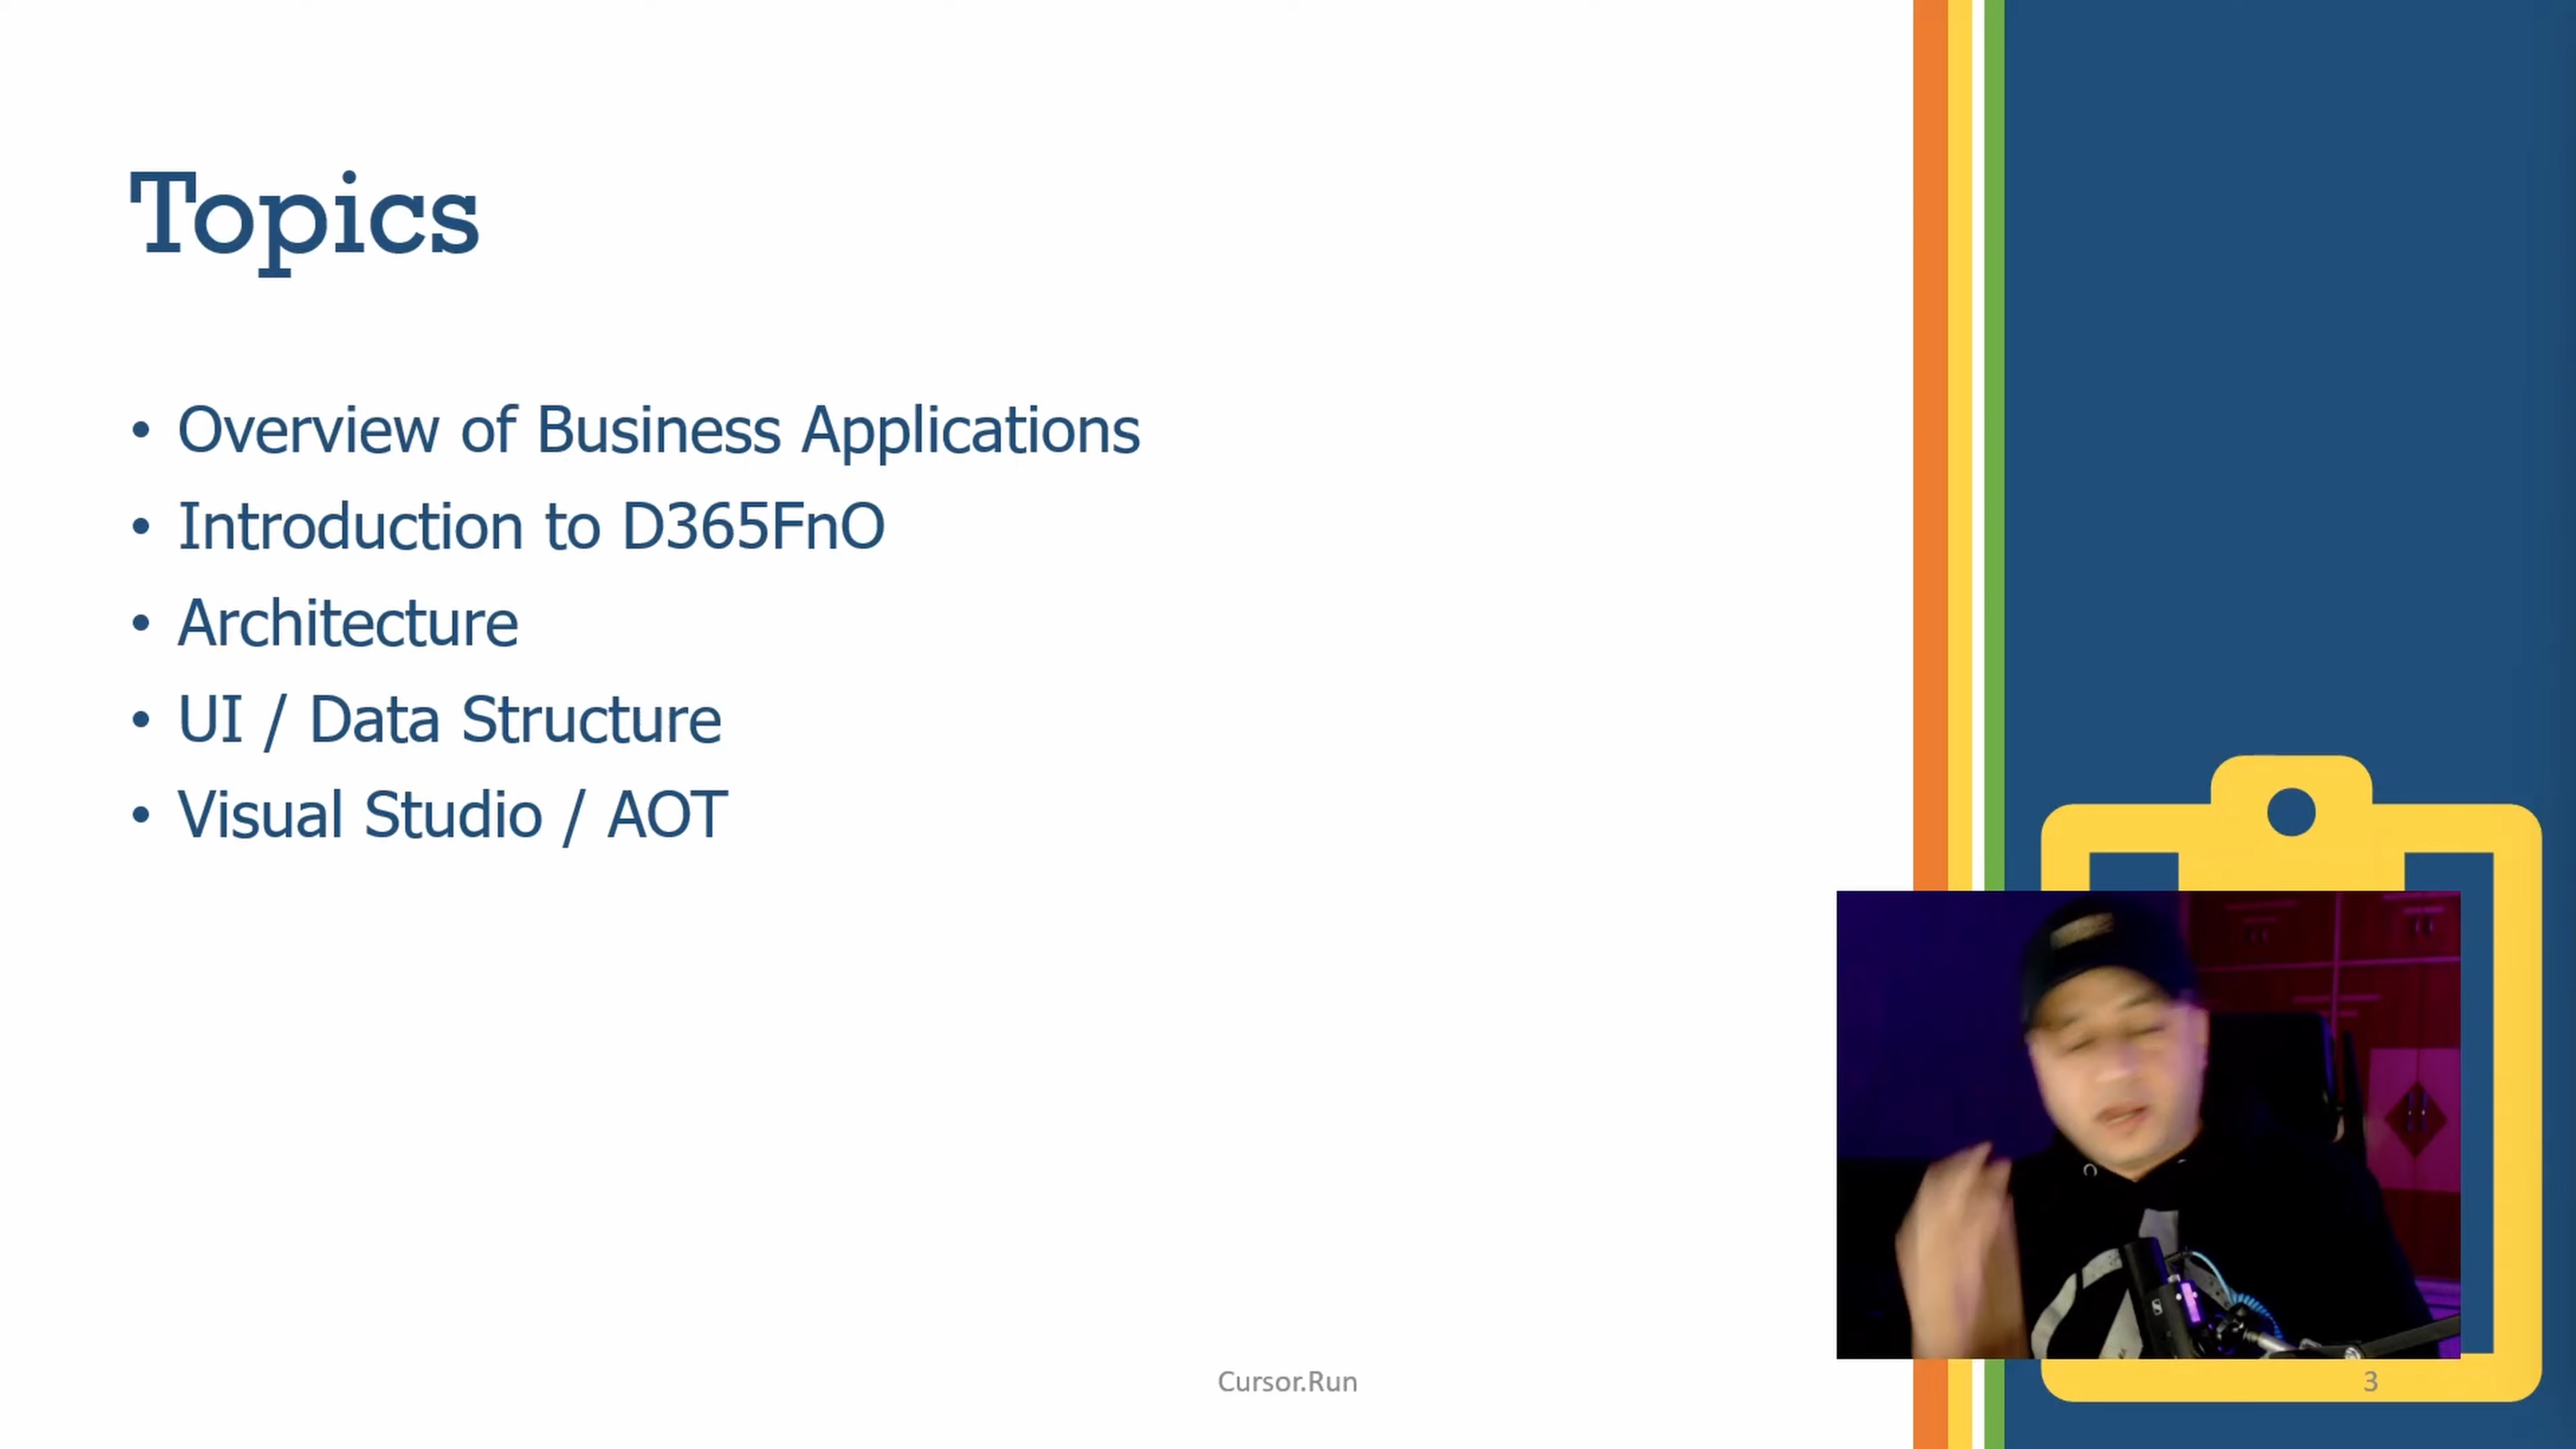 Topics
• Overview of Business Applications
• Introduction to D365FnO
• Architecture
• UI / Data Structure
• Visual Studio / AOT
Cursor.Run
3